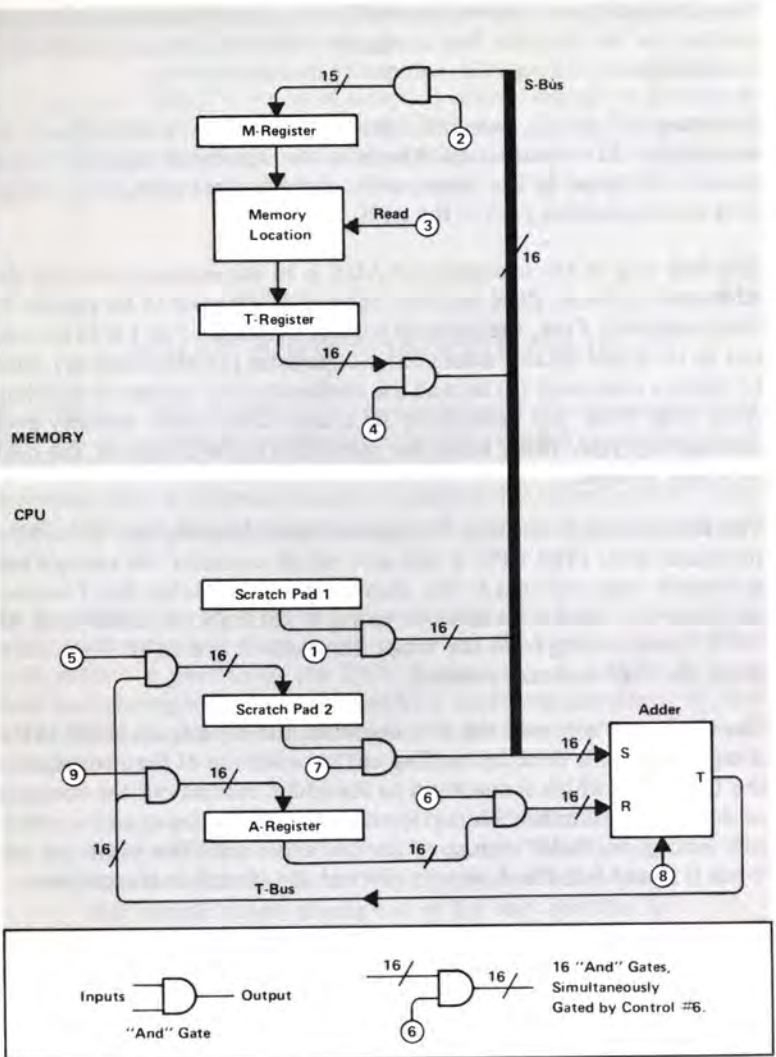 15
S-Bus
2
M-Register
Memory
Location
Read
3
16
T-Register
16
4
MEMORY
CPU
Scratch Pad 1
1
16
5
16
Scratch Pad 2
Adder
7
16
S
T
9
16
6
16
R
A-Register
16
16
8
T-Bus
Inputs
Output
"And" Gate
16
16
6
16 "And" Gates,
Simultaneously
Gated by Control #6.